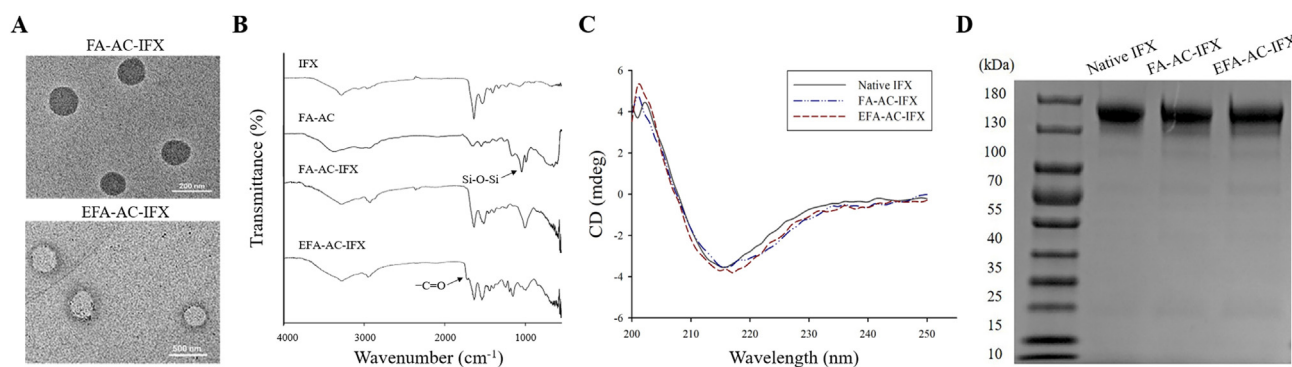 A
FA-AC-IFX
200 nm
EFA-AC-IFX
500 nm
B
Transmittance (%)
IFX
FA-AC
Si-O-Si
FA-AC-IFX
EFA-AC-IFX
−C=O
4000 3000 2000 1000
Wavenumber (cm⁻¹)
C
CD (mdeg)
6
4
2
0
-2
-4
-6
Native IFX
FA-AC-IFX
EFA-AC-IFX
200 210 220 230 240 250
Wavelength (nm)
D
(kDa)
Native IFX
FA-AC-IFX
EFA-AC-IFX
180
130
100
70
55
40
35
25
15
10